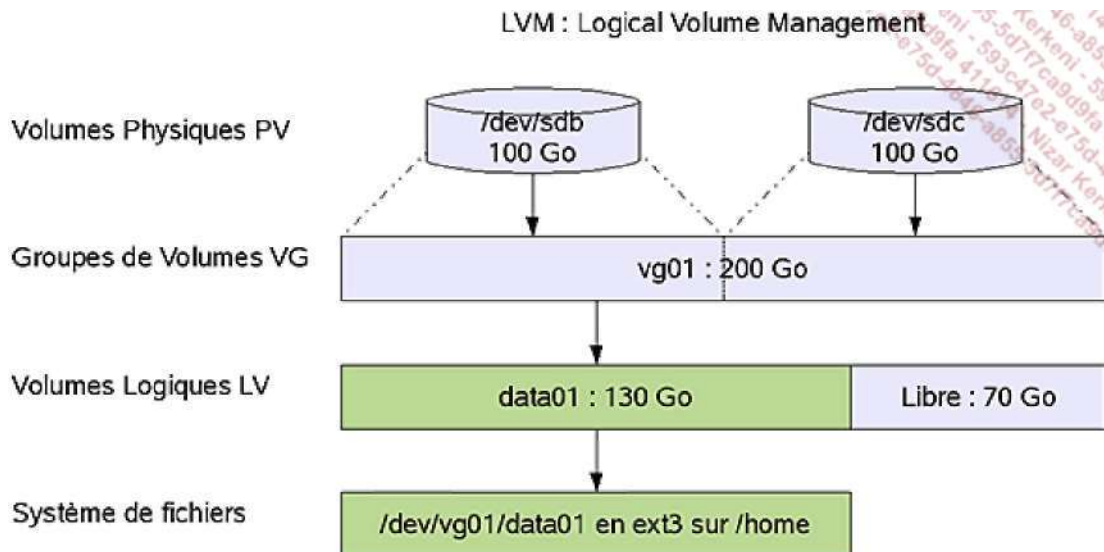 LVM : Logical Volume Management
Volumes Physiques PV
/dev/sdb
100 Go
/dev/sdc
100 Go
Groupes de Volumes VG
vg01 : 200 Go
Volumes Logiques LV
data01 : 130 Go
Libre : 70 Go
Système de fichiers
/dev/vg01/data01 en ext3 sur /home